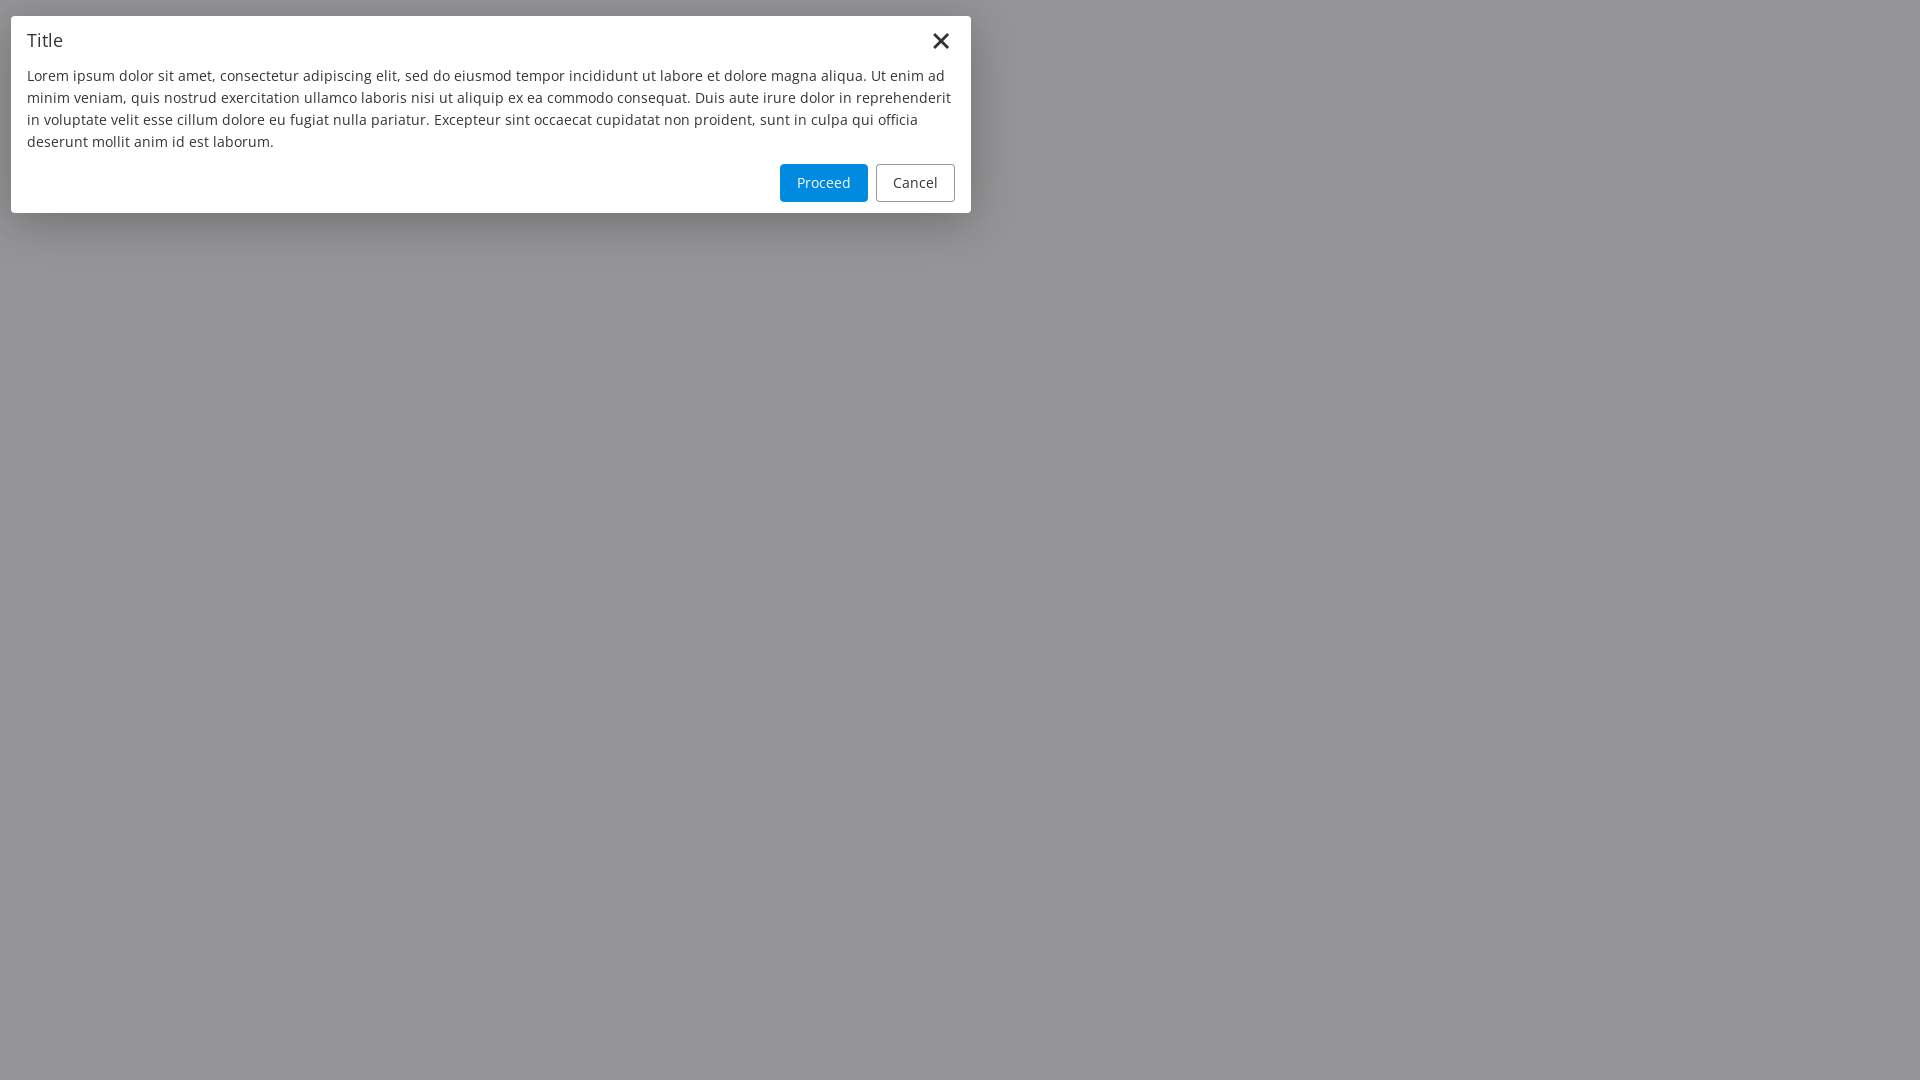 Title
Lorem ipsum dolor sit amet, consectetur adipiscing elit, sed do eiusmod tempor incididunt ut labore et dolore magna aliqua. Ut enim ad
minim veniam, quis nostrud exercitation ullamco laboris nisi ut aliquip ex ea commodo consequat. Duis aute irure dolor in reprehenderit
in voluptate velit esse cillum dolore eu fugiat nulla pariatur. Excepteur sint occaecat cupidatat non proident, sunt in culpa qui officia
deserunt mollit anim id est laborum.
Proceed
Cancel